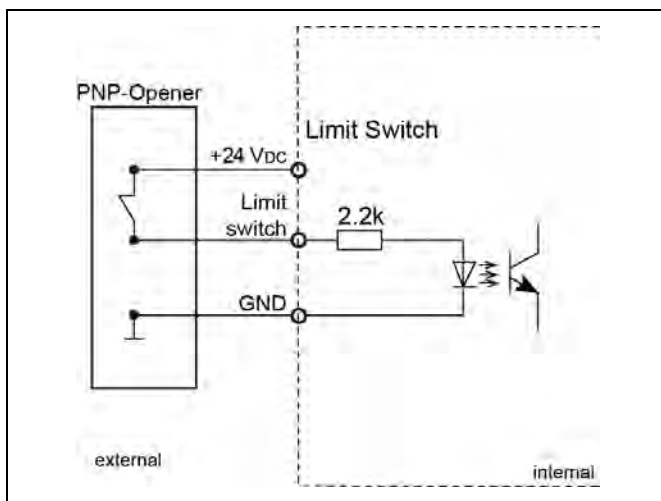 PNP-Opener
Limit Switch
+24 VDC
Limit
switch
2.2k
GND
external
internal